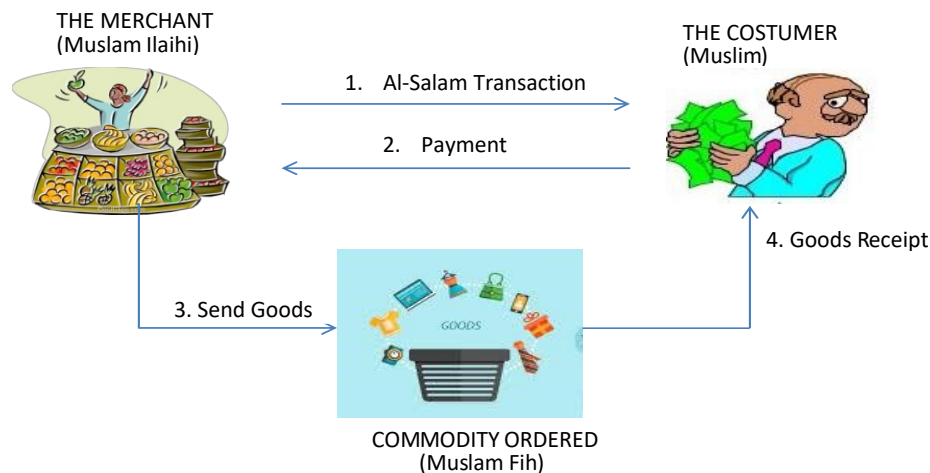 THE MERCHANT
(Muslam Ilaihi)
THE COSTUMER
(Muslim)
1. Al-Salam Transaction
2. Payment
3. Send Goods
4. Goods Receipt
GOODS
COMMODITY ORDERED
(Muslam Fih)